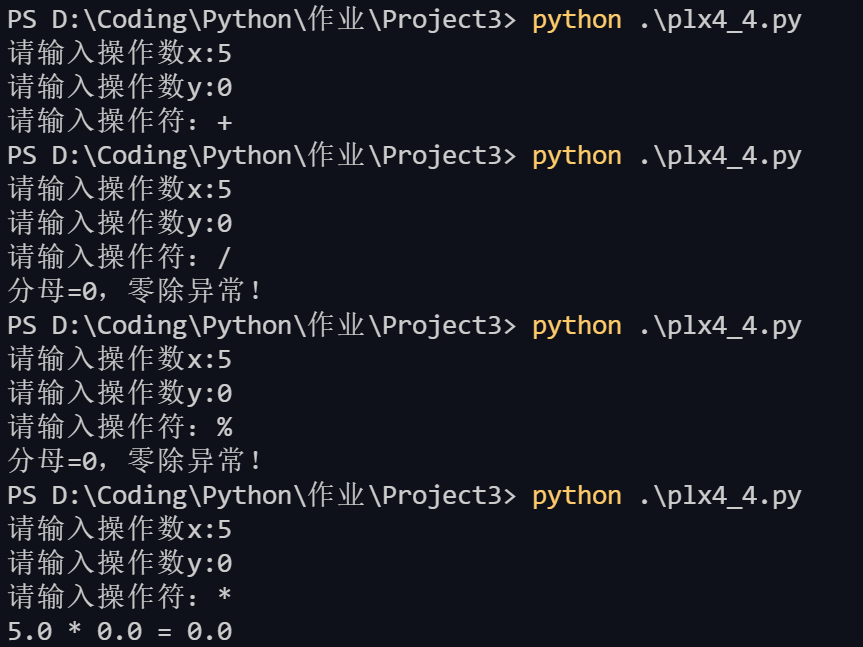 PS D:\Coding\Python\作业\Project3> python .\plx4_4.py
请输入操作数x:5
请输入操作数y:0
请输入操作符：+
PS D:\Coding\Python\作业\Project3> python .\plx4_4.py
请输入操作数x:5
请输入操作数y:0
请输入操作符：/
分母=0，零除异常！
PS D:\Coding\Python\作业\Project3> python .\plx4_4.py
请输入操作数x:5
请输入操作数y:0
请输入操作符：%
分母=0，零除异常！
PS D:\Coding\Python\作业\Project3> python .\plx4_4.py
请输入操作数x:5
请输入操作数y:0
请输入操作符：*
5.0 * 0.0 = 0.0